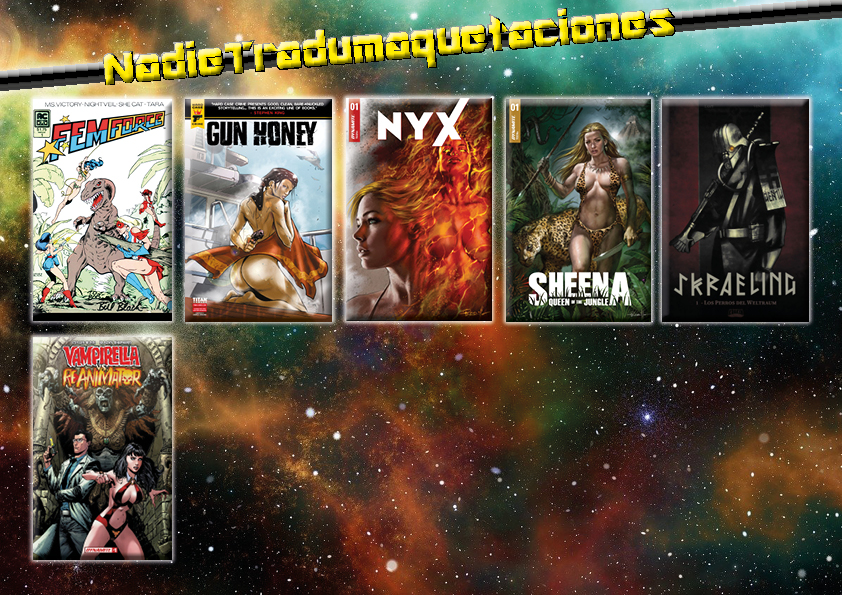 NadieTradumaquetaciones
MS. VICTORY • NIGHTVEIL • SHE CAT • TARA
AC
FEMFORCE
"HARD CASE CRIME PRESENTS GOOD, CLEAN, BARE-KNUCKLED
STORYTELLING... THIS IS AN EXCITING LINE OF BOOKS."
- STEPHEN KING
GUN HONEY
TITAN
01
DYNAMITE
NYX
01
DYNAMITE
SHEENA
QUEEN OF THE JUNGLE
SKRAELING
1 - LOS PERROS DEL WELTRAUM
VAMPIRELLA
REANIMATOR
DYNAMITE